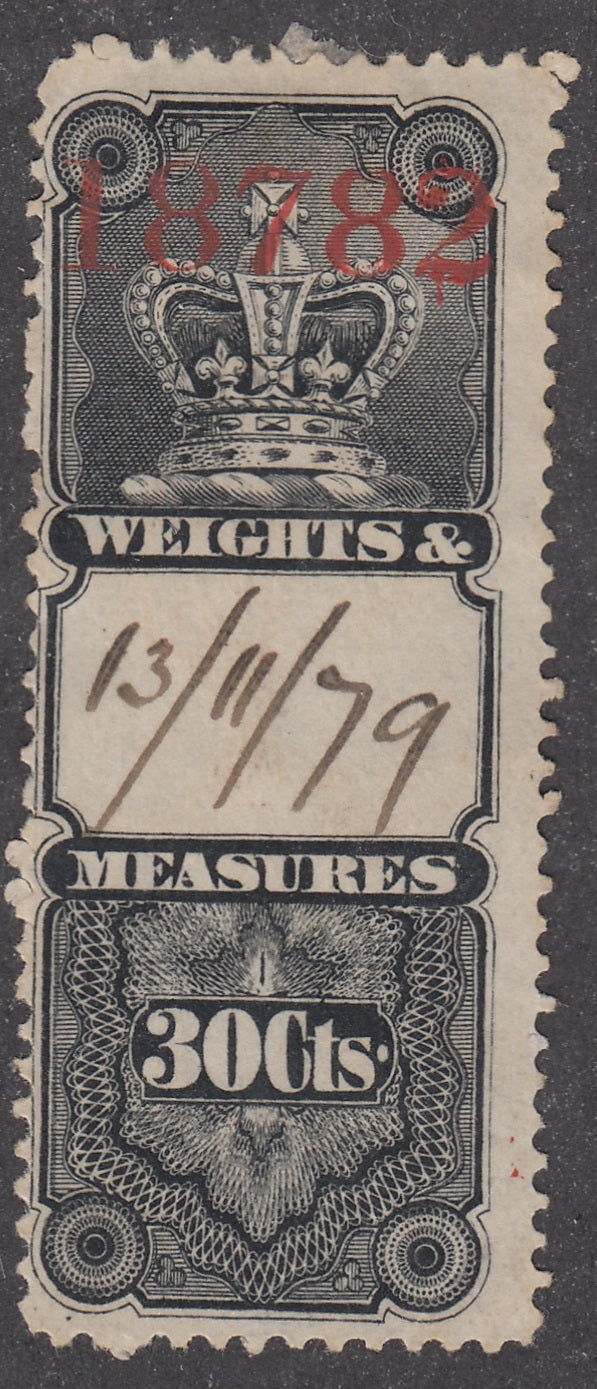 18782
WEIGHTS &
13/11/79
MEASURES
30Cts.